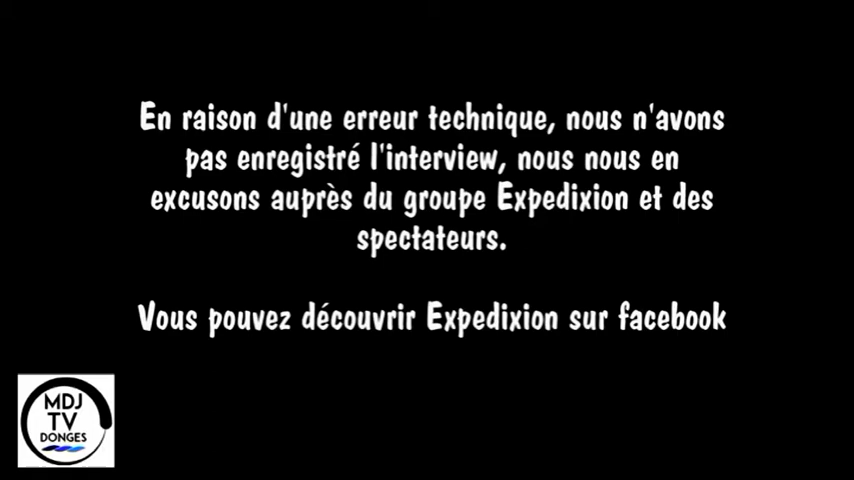 En raison d'une erreur technique, nous n'avons
pas enregistré l'interview, nous nous en
excusons auprès du groupe Expedixion et des
spectateurs.
Vous pouvez découvrir Expedixion sur facebook
MDJ
TV
DONGES